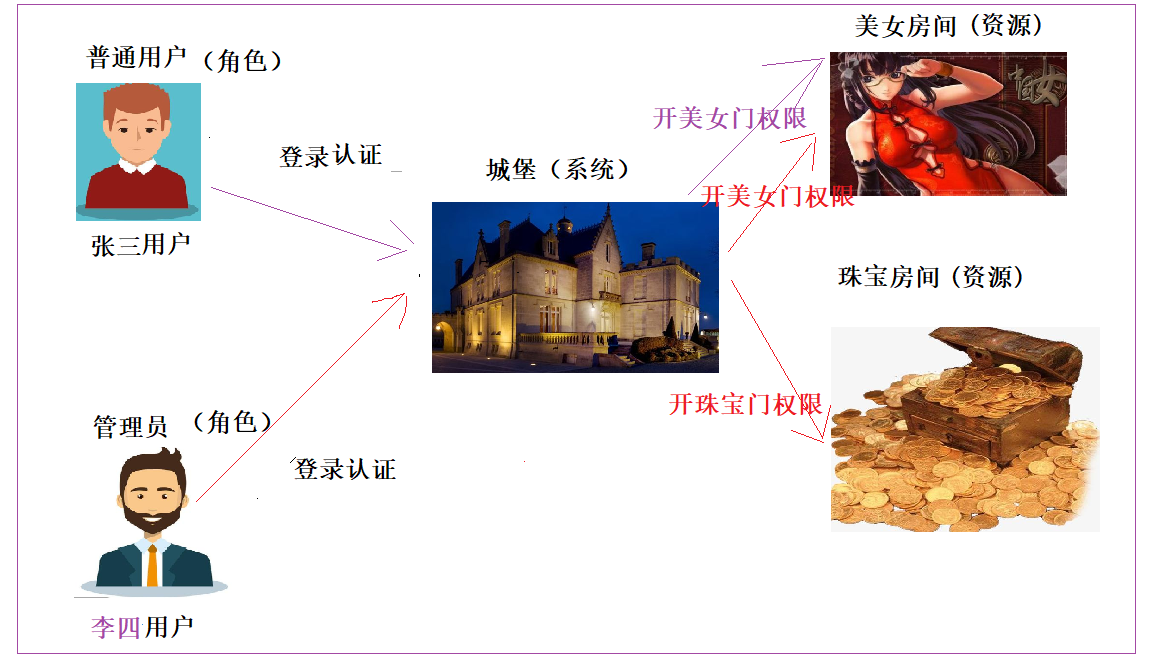 美女房间 (资源)
普通用户 (角色)
中国女
开美女门权限
登录认证
城堡 (系统)
开美女门权限
张三用户
珠宝房间 (资源)
开珠宝门权限
管理员 (角色)
登录认证
李四用户